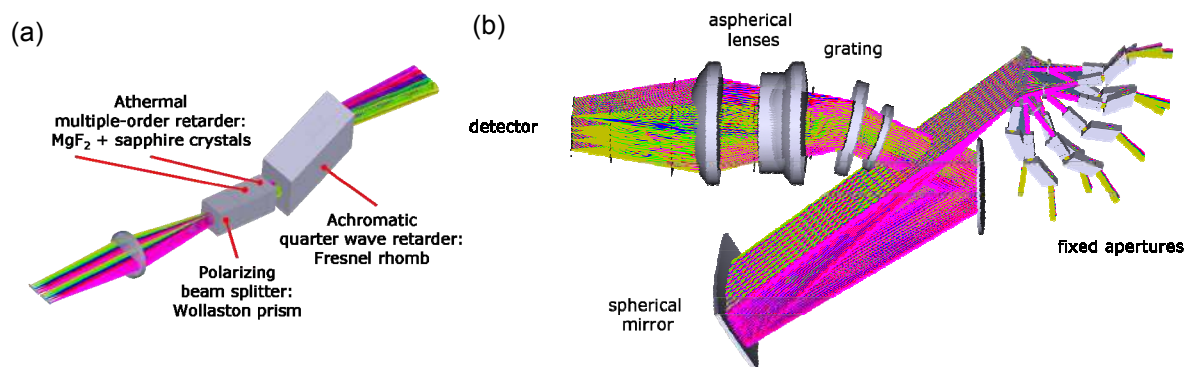 (a)
Athermal
multiple-order retarder:
MgF₂ + sapphire crystals
Achromatic
quarter wave retarder:
Fresnel rhomb
Polarizing
beam splitter:
Wollaston prism
(b)
aspherical
lenses
grating
detector
spherical
mirror
fixed apertures